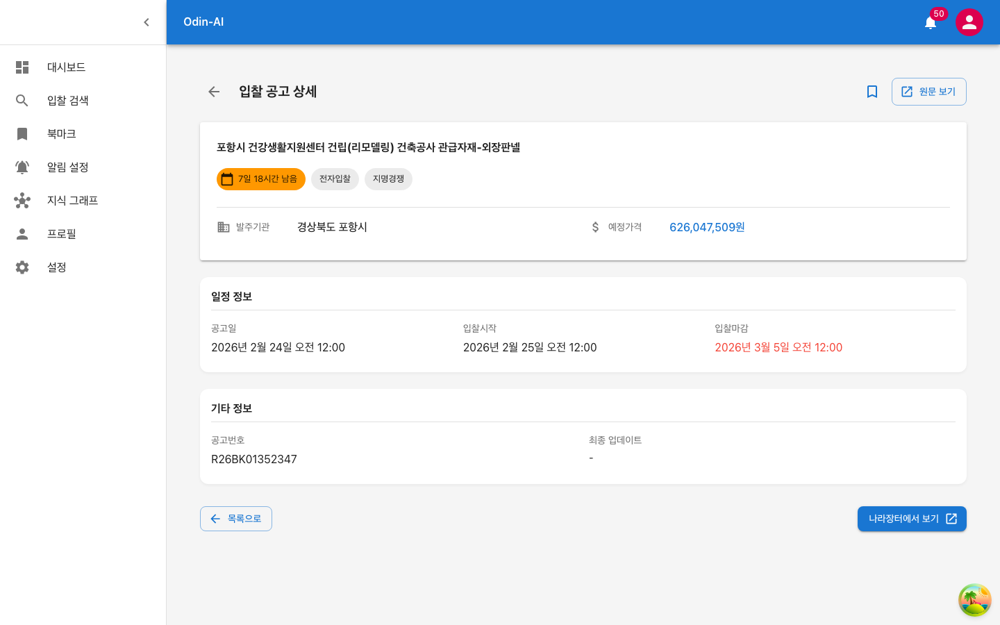 Odin-AI
50
대시보드
입찰 검색
북마크
알림 설정
지식 그래프
프로필
설정
입찰 공고 상세
원문 보기
포항시 건강생활지원센터 건립(리모델링) 건축공사 관급자재-외장판넬
7일 18시간 남음
전자입찰
지명경쟁
발주기관
경상북도 포항시
예정가격
626,047,509원
일정 정보
공고일
2026년 2월 24일 오전 12:00
입찰시작
2026년 2월 25일 오전 12:00
입찰마감
2026년 3월 5일 오전 12:00
기타 정보
공고번호
R26BK01352347
최종 업데이트
-
목록으로
나라장터에서 보기